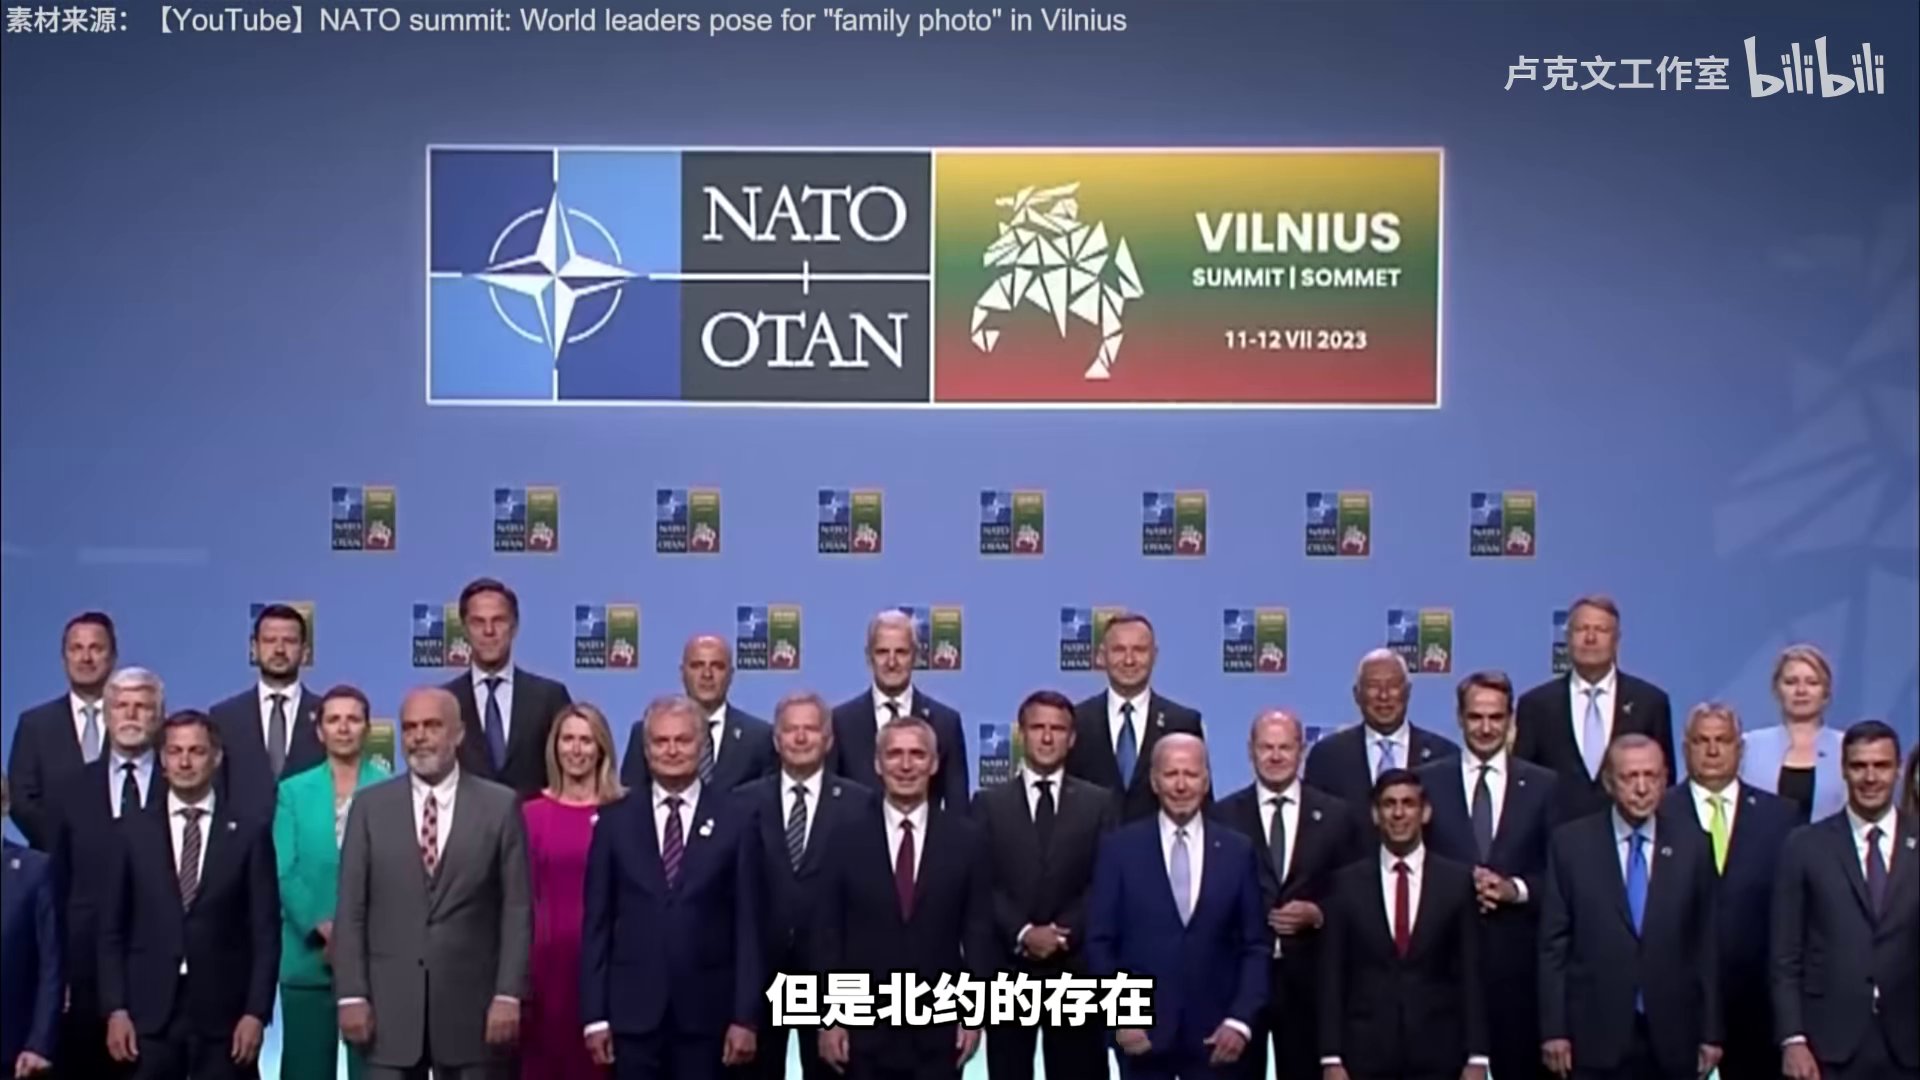 素材来源：【YouTube】NATO summit: World leaders pose for "family photo" in Vilnius
卢克文工作室 bilibili
NATO
OTAN
VILNIUS
SUMMIT | SOMMET
11-12 VII 2023
但是北约的存在